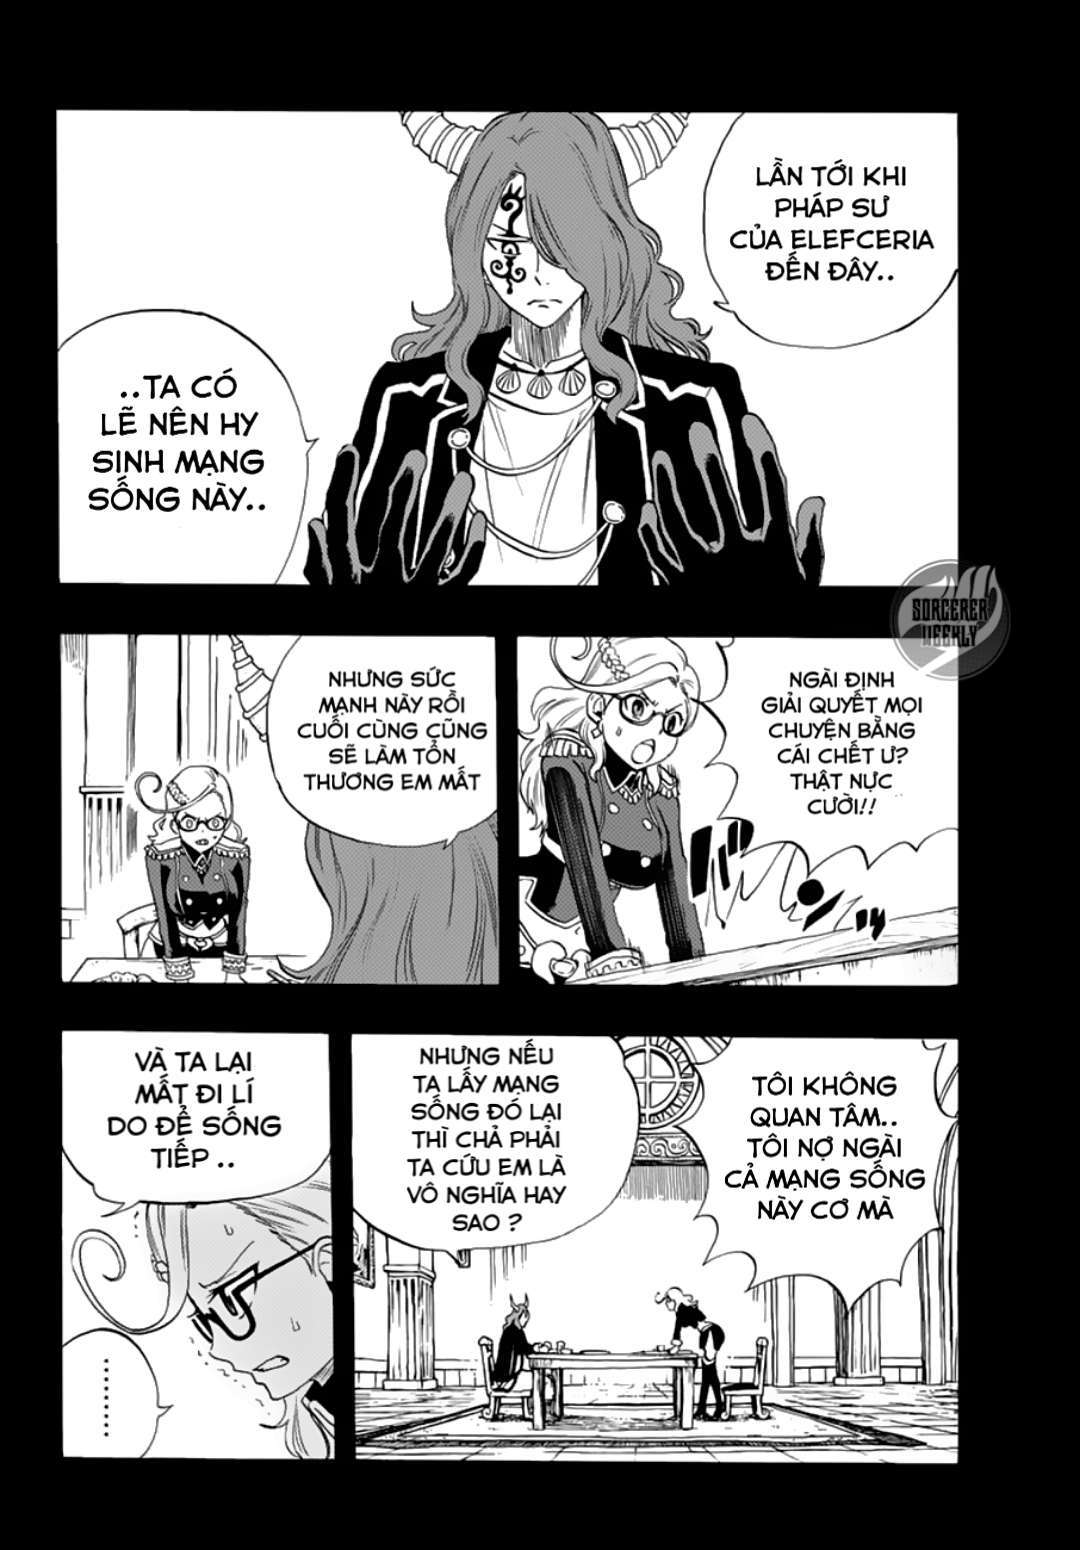 LẦN TỚI KHI
PHÁP SƯ
CỦA ELEFCERIA
ĐẾN ĐÂY..
..TA CÓ
LẼ NÊN HY
SINH MẠNG
SỐNG NÀY..
SORCERER
WEEKLY
NGÀI ĐỊNH
GIẢI QUYẾT MỌI
CHUYỆN BẰNG
CÁI CHẾT Ư?
THẬT NỰC
CƯỜI!!
NHƯNG SỨC
MẠNH NÀY RỒI
CUỐI CÙNG CŨNG
SẼ LÀM TỔN
THƯƠNG EM MẤT
TÔI KHÔNG
QUAN TÂM..
TÔI NỢ NGÀI
CẢ MẠNG SỐNG
NÀY CƠ MÀ
NHƯNG NẾU
TA LẤY MẠNG
SỐNG ĐÓ LẠI
THÌ CHẢ PHẢI
TA CỨU EM LÀ
VÔ NGHĨA HAY
SAO ?
VÀ TA LẠI
MẤT ĐI LÍ
DO ĐỂ SỐNG
TIẾP ..
.........